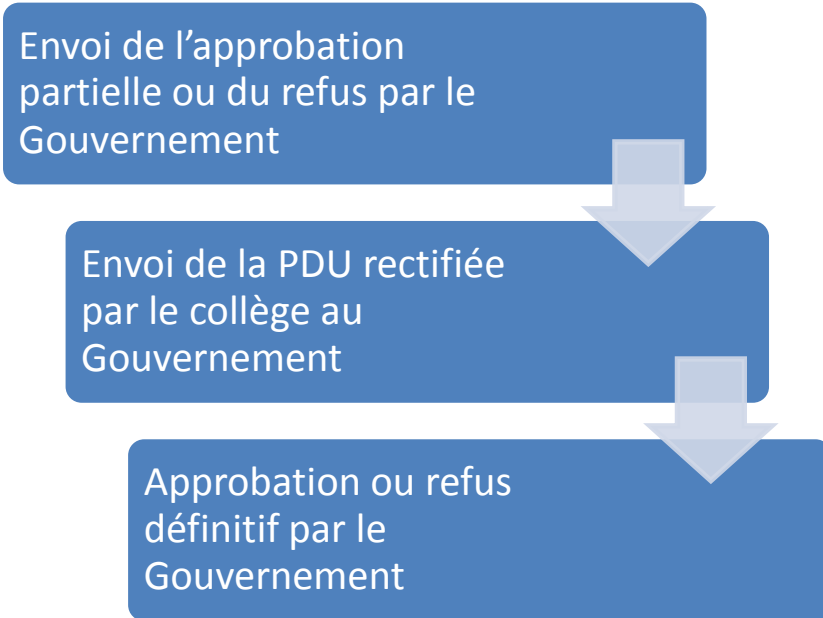 Envoi de l’approbation
partielle ou du refus par le
Gouvernement
Envoi de la PDU rectifiée
par le collège au
Gouvernement
Approbation ou refus
définitif par le
Gouvernement